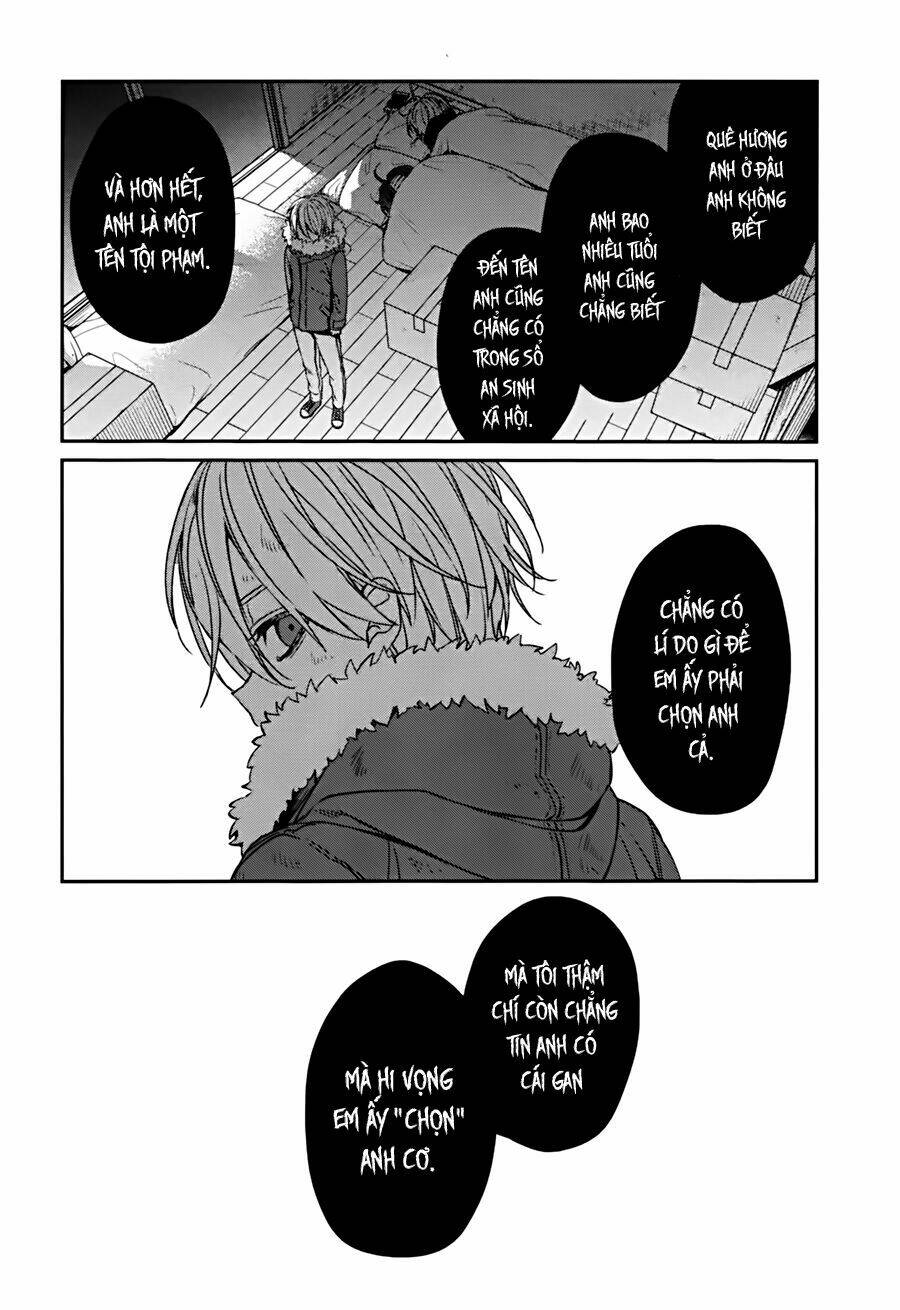 QUÊ HƯƠNG
ANH Ở ĐÂU
ANH KHÔNG
BIẾT
ANH BAO
NHIÊU TUỔI
ANH CŨNG
CHẲNG BIẾT
ĐẾN TÊN
ANH CŨNG
CHẲNG CÓ
TRONG SỔ
AN SINH
XÃ HỘI.
VÀ HƠN HẾT,
ANH LÀ MỘT
TÊN TỘI PHẠM.
CHẲNG CÓ
LÍ DO GÌ ĐỂ
EM ẤY PHẢI
CHỌN ANH
CẢ.
MÀ TÔI THẬM
CHÍ CÒN CHẲNG
TIN ANH CÓ
CÁI GAN
MÀ HI VỌNG
EM ẤY "CHỌN"
ANH CƠ.